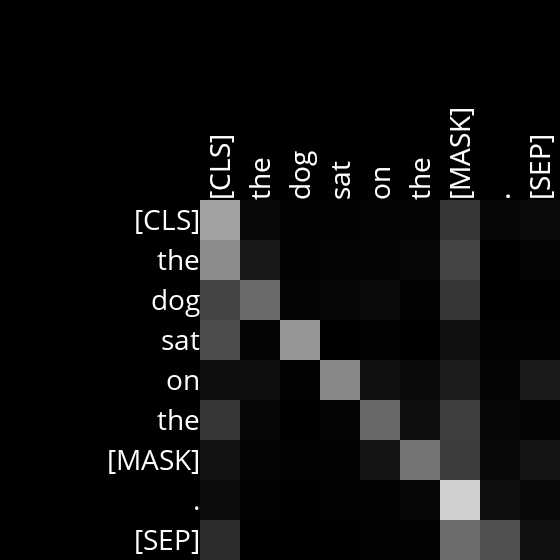 [CLS]
the
dog
sat
on
the
[MASK]
.
[SEP]
[CLS]
the
dog
sat
on
the
[MASK]
.
[SEP]